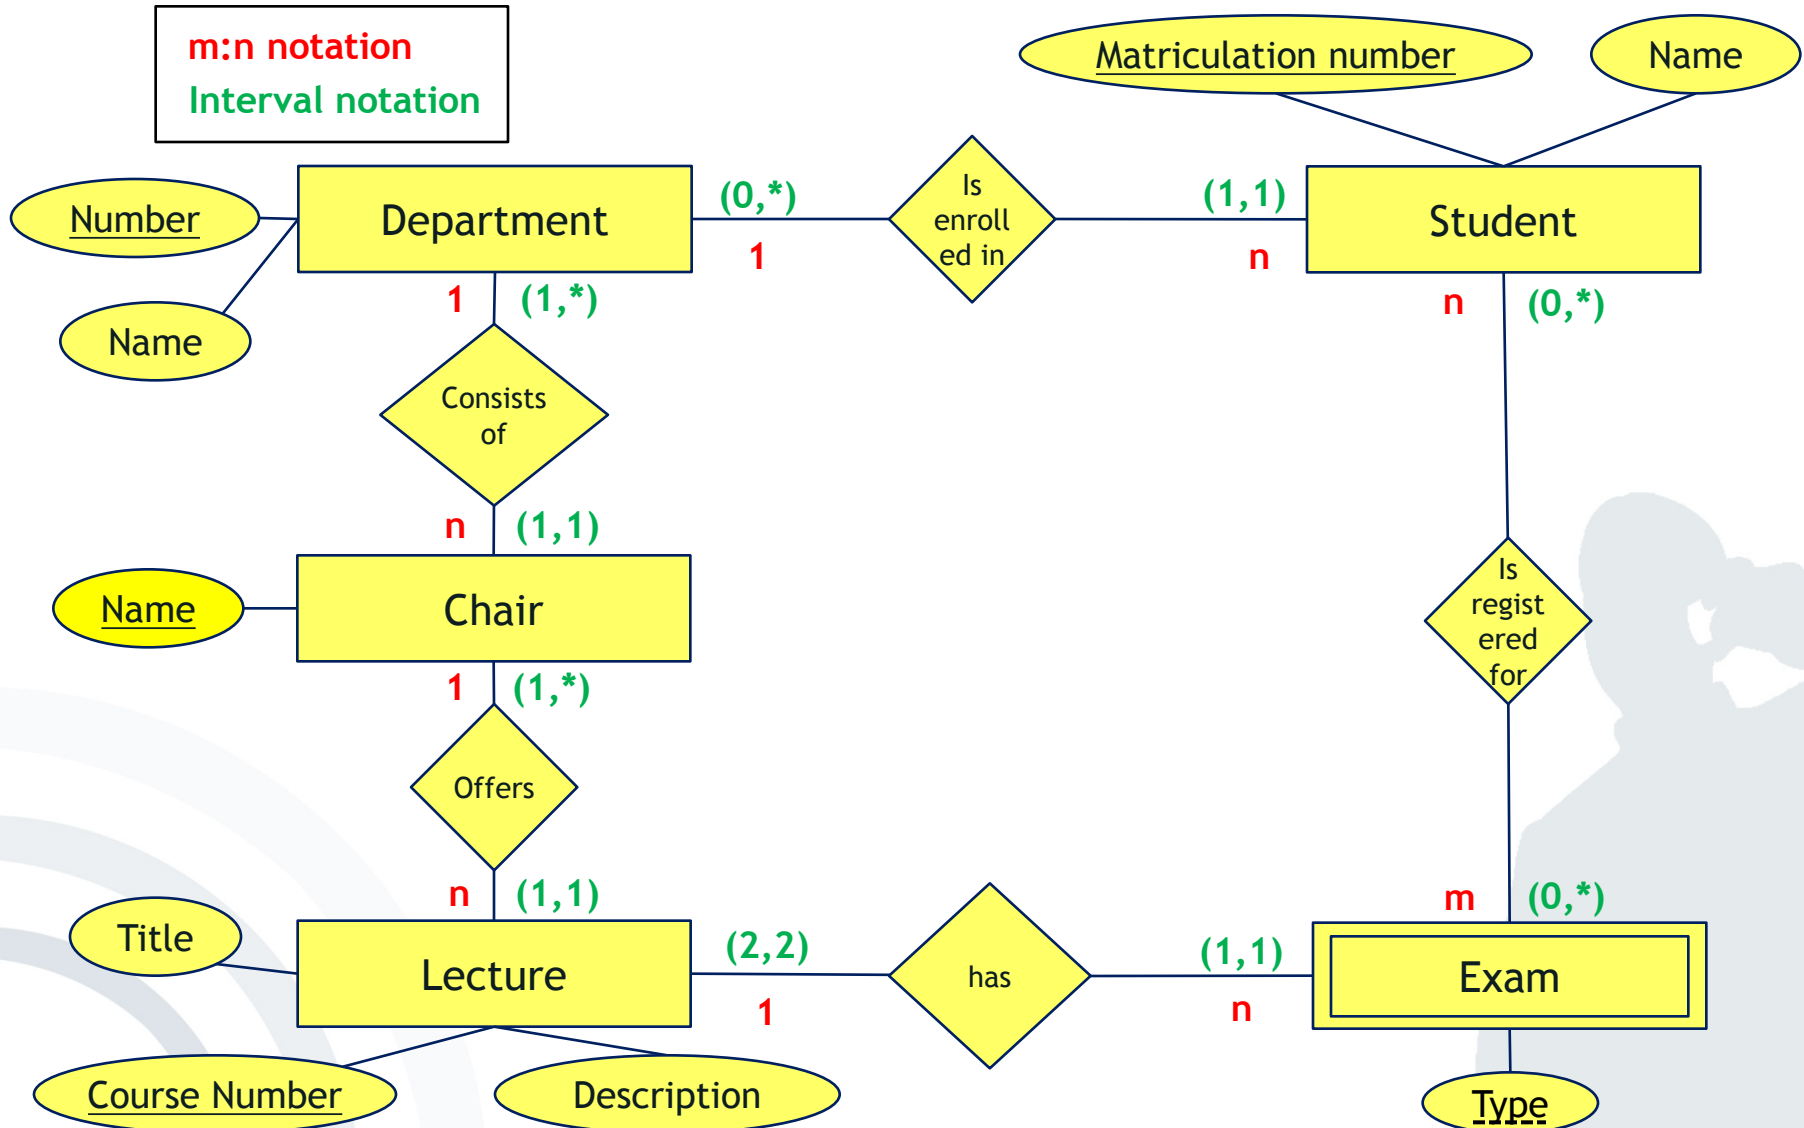 m:n notation
Interval notation
Matriculation number
Name
Number
Department
(0,*)
1
Is
enroll
ed in
(1,1)
n
Student
Name
1
(1,*)
n
(0,*)
Consists
of
n
(1,1)
Name
Chair
Is
regist
ered
for
1
(1,*)
Offers
n
(1,1)
m
(0,*)
Title
Lecture
(2,2)
1
has
(1,1)
n
Exam
Course Number
Description
Type